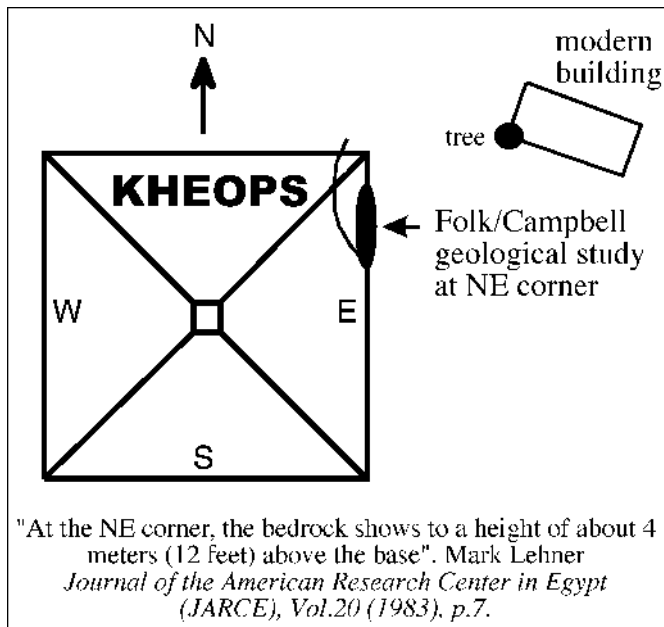 N
modern
building
tree
KHEOPS
Folk/Campbell
geological study
at NE corner
W
E
S
"At the NE corner, the bedrock shows to a height of about 4
meters (12 feet) above the base". Mark Lehner
Journal of the American Research Center in Egypt
(JARCE), Vol.20 (1983), p.7.